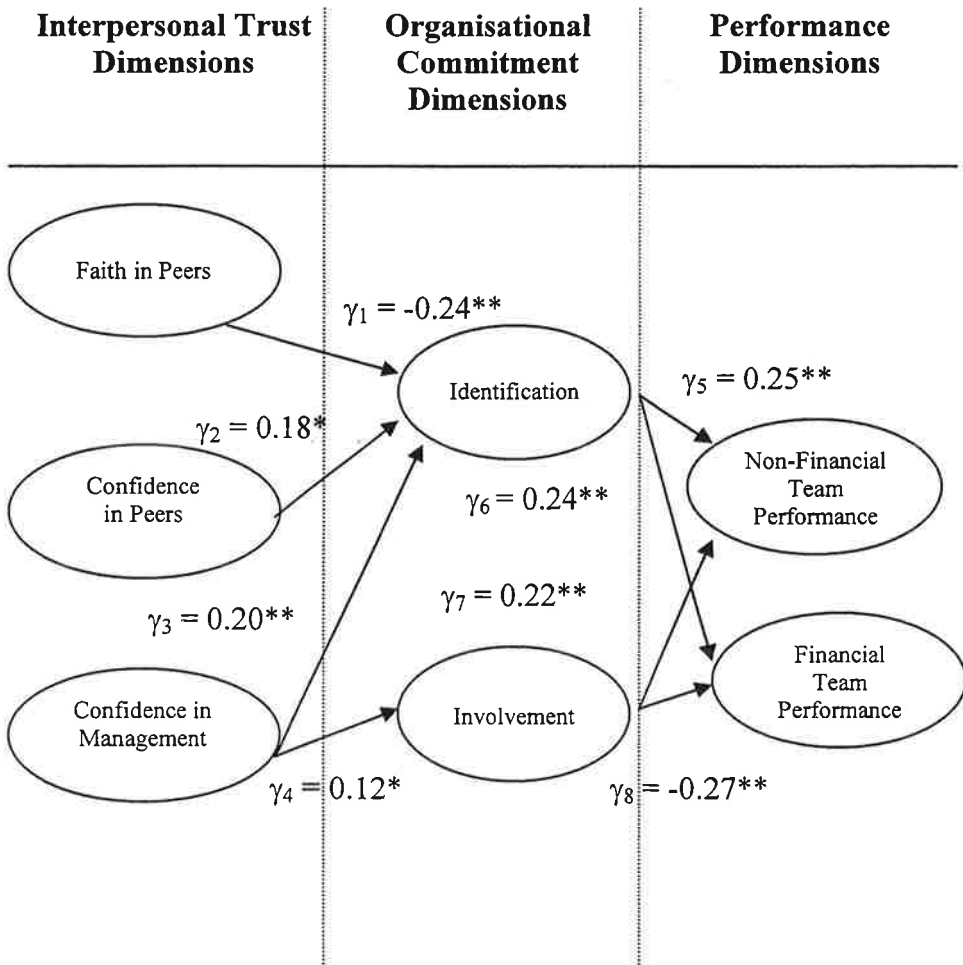 Interpersonal Trust
Dimensions
Organisational
Commitment
Dimensions
Performance
Dimensions
Faith in Peers
γ1 = -0.24**
Identification
γ5 = 0.25**
γ2 = 0.18*
Confidence
in Peers
Non-Financial
Team
Performance
γ6 = 0.24**
γ3 = 0.20**
γ7 = 0.22**
Confidence in
Management
Involvement
Financial
Team
Performance
γ4 = 0.12*
γ8 = -0.27**